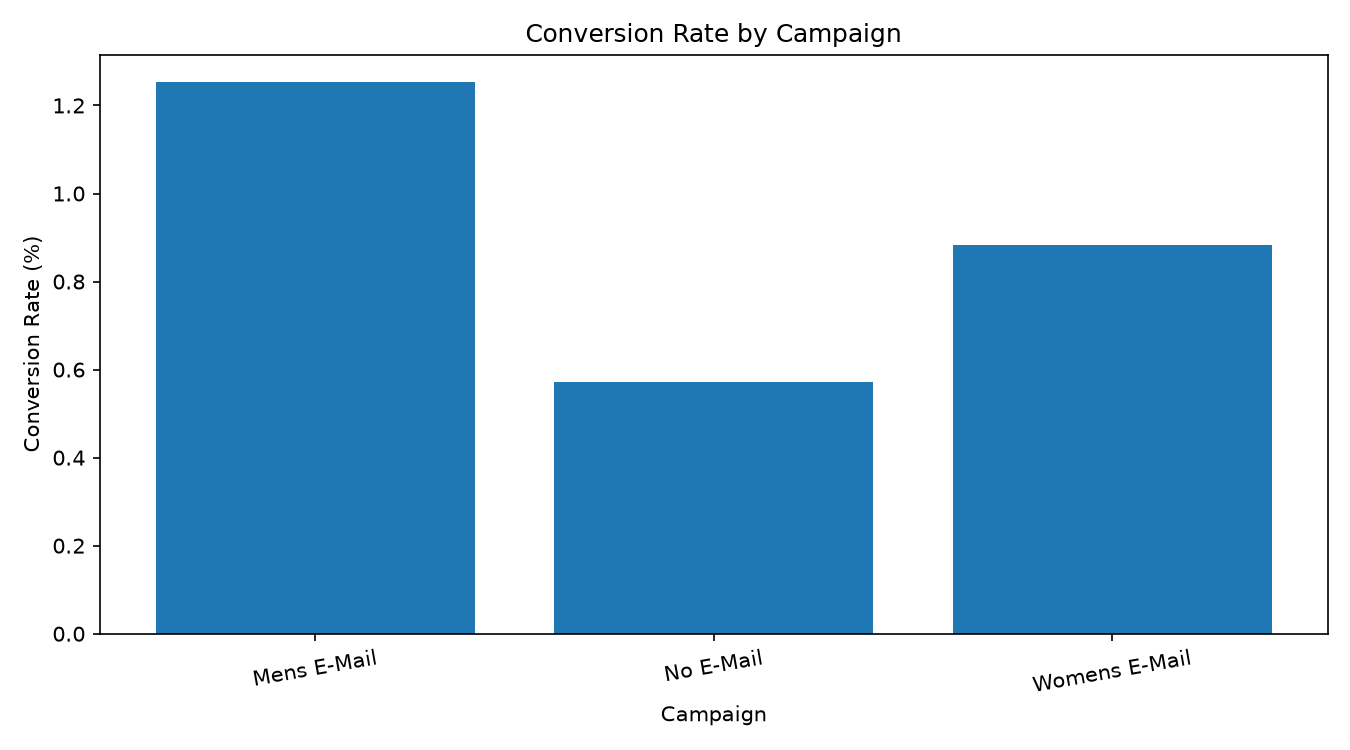 Conversion Rate by Campaign
Conversion Rate (%)
1.2
1.0
0.8
0.6
0.4
0.2
0.0
Mens E-Mail
No E-Mail
Womens E-Mail
Campaign